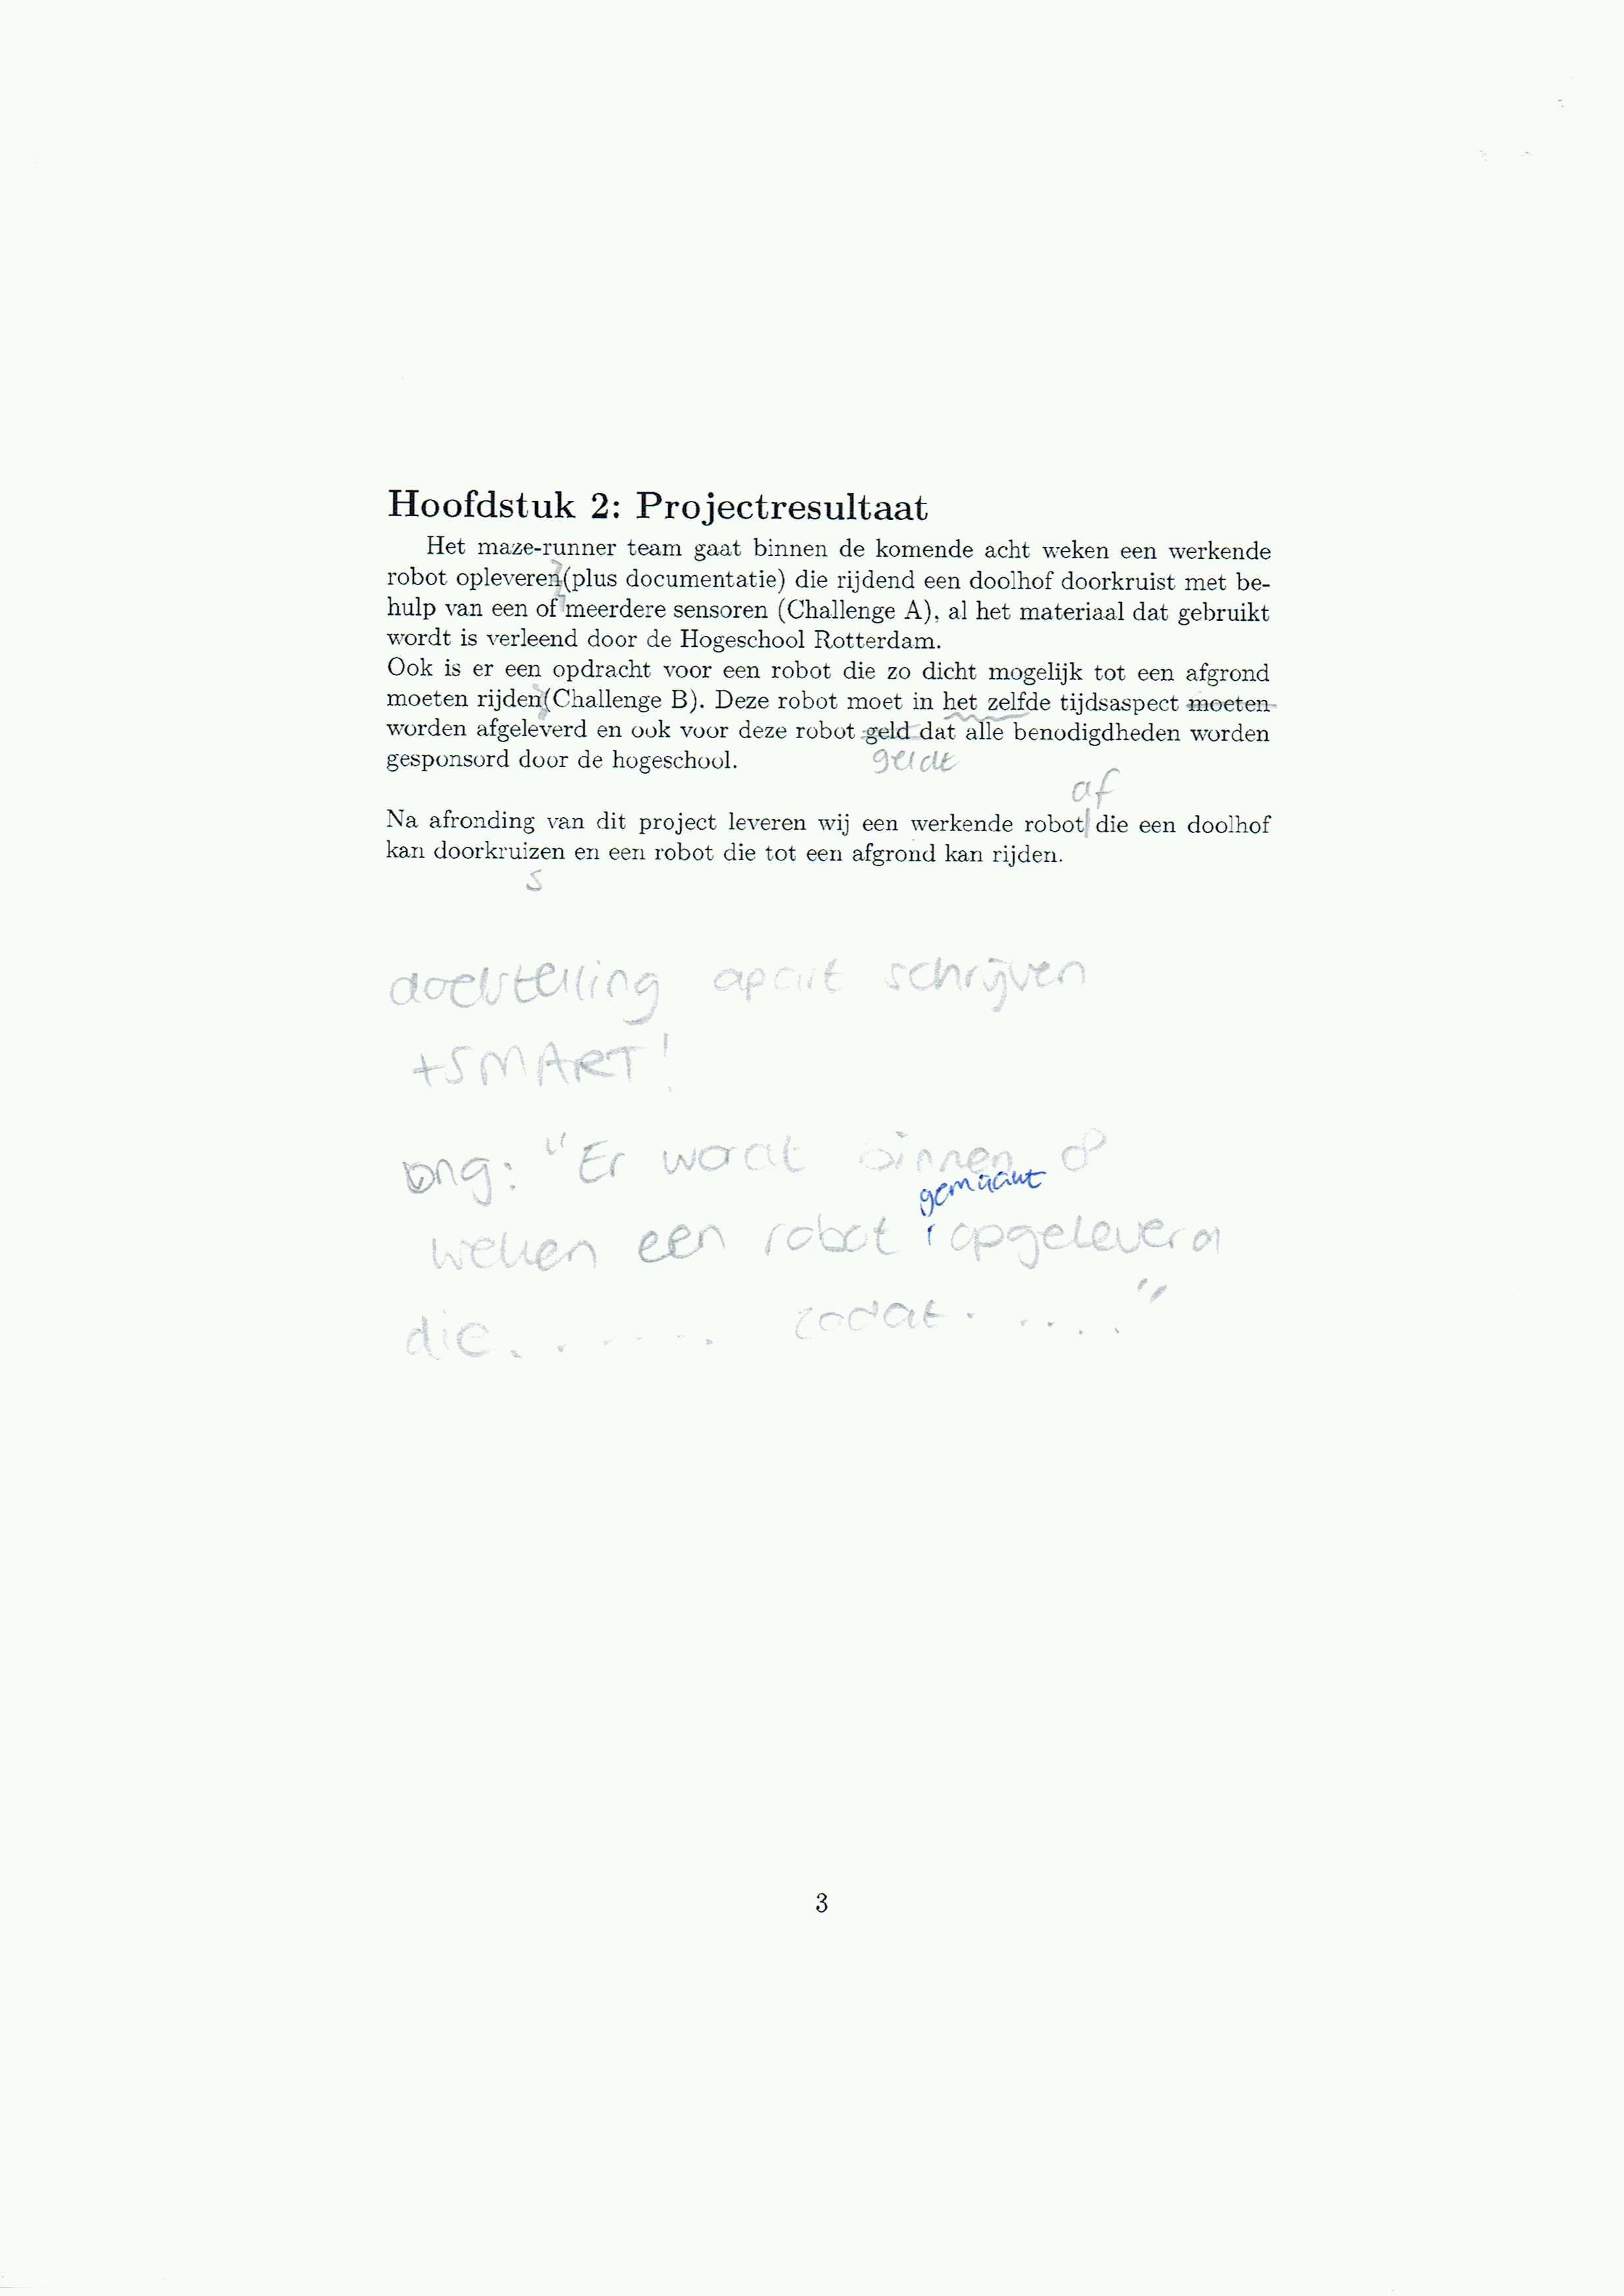 Hoofdstuk 2: Projectresultaat
Het maze-runner team gaat binnen de komende acht weken een werkende
robot opleveren(plus documentatie) die rijdend een doolhof doorkruist met be-
hulp van een of meerdere sensoren (Challenge A), al het materiaal dat gebruikt
wordt is verleend door de Hogeschool Rotterdam.
Ook is er een opdracht voor een robot die zo dicht mogelijk tot een afgrond
moeten rijden(Challenge B). Deze robot moet in het zelfde tijdsaspect moeten
worden afgeleverd en ook voor deze robot geld dat alle benodigdheden worden
gesponsord door de hogeschool.
geldt
af
Na afronding van dit project leveren wij een werkende robot die een doolhof
kan doorkruizen en een robot die tot een afgrond kan rijden.
s
doelstelling apart schrijven
+SMART!
ong: "Er wordt binnen 8
gemaakt
weken een robot opgeleverd
die....... zodat ....."
3